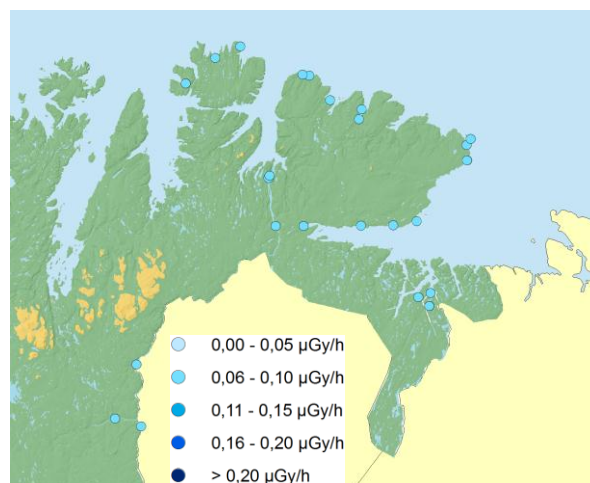 0,00 - 0,05 µGy/h
0,06 - 0,10 µGy/h
0,11 - 0,15 µGy/h
0,16 - 0,20 µGy/h
> 0,20 µGy/h